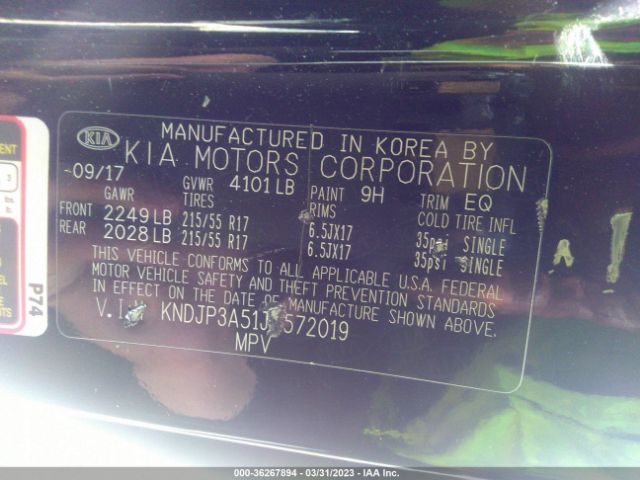 KIA
MANUFACTURED IN KOREA BY
KIA MOTORS CORPORATION
09/17 GVWR 4101 LB PAINT 9H TRIM EQ
GAWR TIRES RIMS COLD TIRE INFL
FRONT 2249 LB 215/55 R17 6.5JX17 35psi SINGLE
REAR 2028 LB 215/55 R17 6.5JX17 35psi SINGLE
THIS VEHICLE CONFORMS TO ALL APPLICABLE U.S.A. FEDERAL
MOTOR VEHICLE SAFETY AND THEFT PREVENTION STANDARDS
IN EFFECT ON THE DATE OF MANUFACTURE SHOWN ABOVE.
KNDJP3A51J 572019
MPV
P74
000-36267894 - 03/31/2023 - IAA Inc.